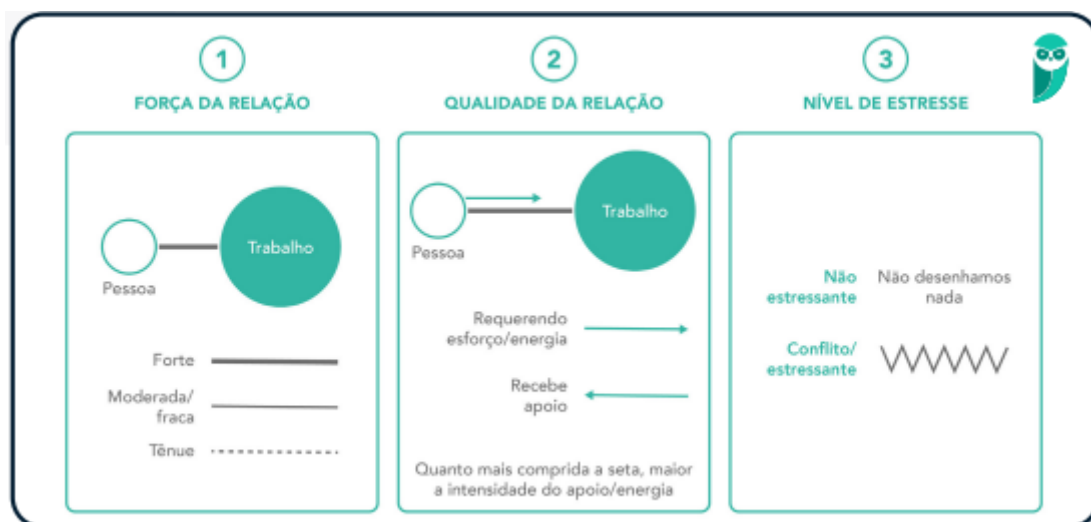 1
FORÇA DA RELAÇÃO
Trabalho
Pessoa
Forte
Moderada/
fraca
Tênue
2
QUALIDADE DA RELAÇÃO
Trabalho
Pessoa
Requerendo
esforço/energia
Recebe
apoio
Quanto mais comprida a seta, maior
a intensidade do apoio/energia
3
NÍVEL DE ESTRESSE
Não
estressante
Não desenhamos
nada
Conflito/
estressante